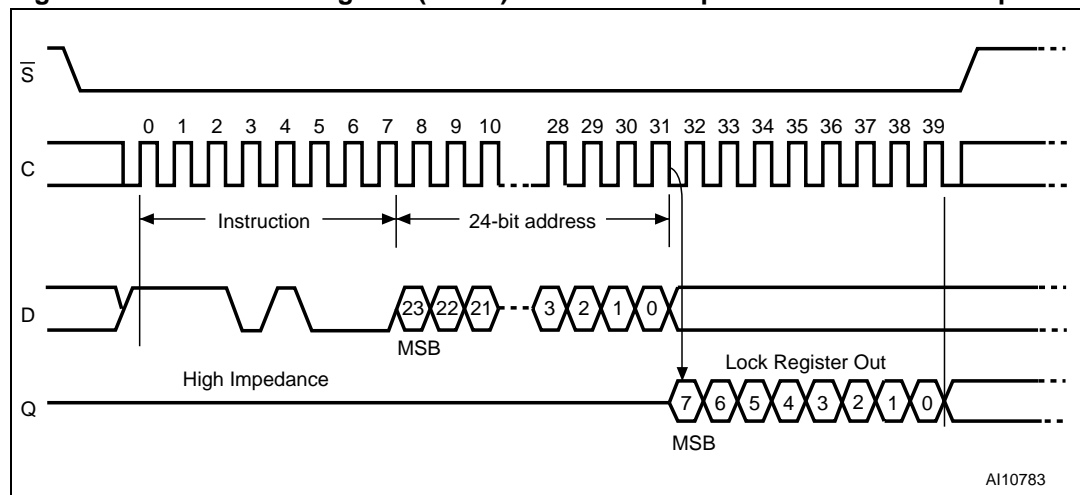 S
0 1 2 3 4 5 6 7 8 9 10 28 29 30 31 32 33 34 35 36 37 38 39
C
Instruction 24-bit address
D
23 22 21 3 2 1 0
MSB
Lock Register Out
High Impedance
Q
7 6 5 4 3 2 1 0
MSB
AI10783